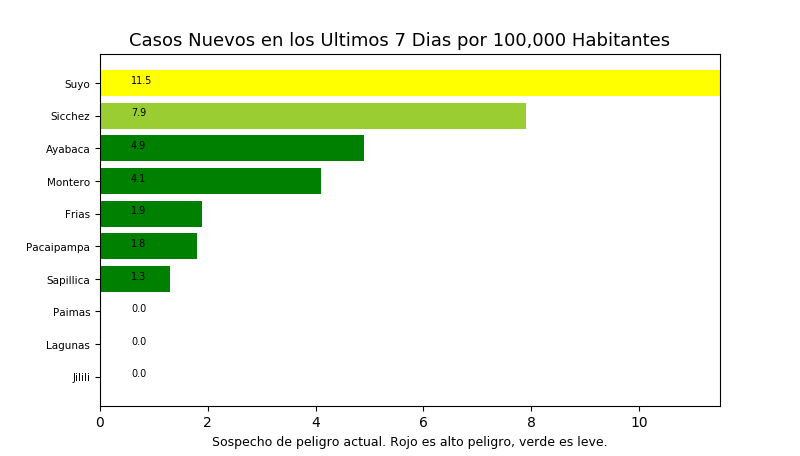 Casos Nuevos en los Ultimos 7 Dias por 100,000 Habitantes
Suyo 11.5
Sicchez 7.9
Ayabaca 4.9
Montero 4.1
Frias 1.9
Pacaipampa 1.8
Sapillica 1.3
Paimas 0.0
Lagunas 0.0
Jilili 0.0
0 2 4 6 8 10
Sospecho de peligro actual. Rojo es alto peligro, verde es leve.